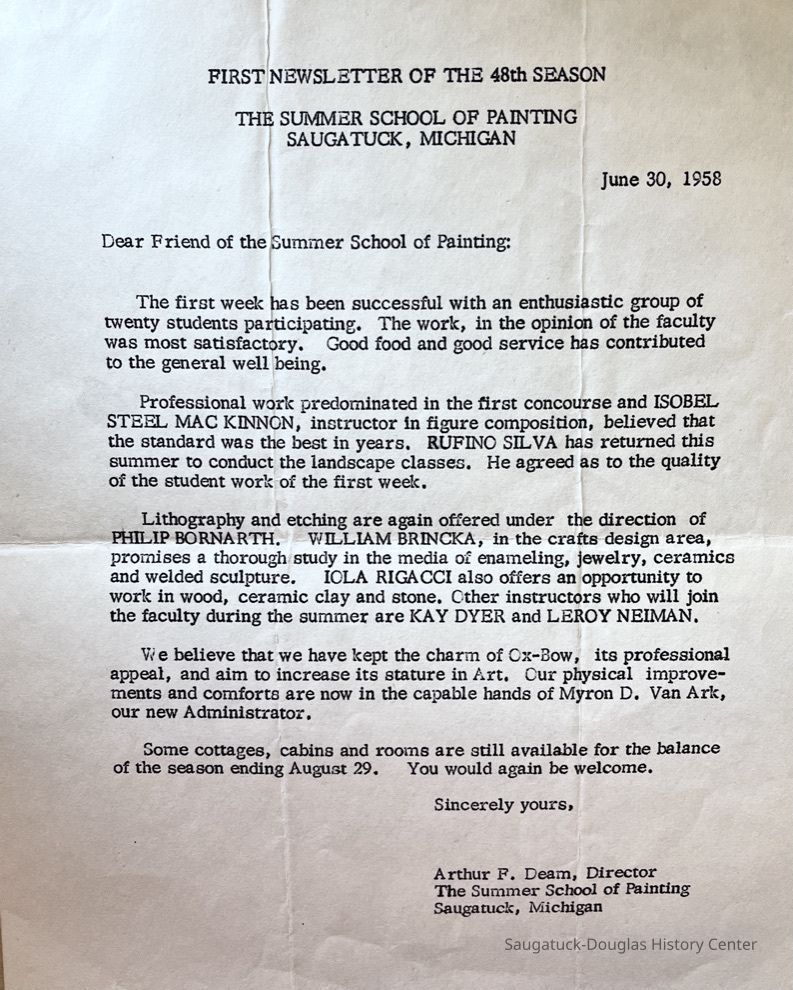 FIRST NEWSLETTER OF THE 48th SEASON
THE SUMMER SCHOOL OF PAINTING
SAUGATUCK, MICHIGAN
June 30, 1958
Dear Friend of the Summer School of Painting:
The first week has been successful with an enthusiastic group of
twenty students participating. The work, in the opinion of the faculty
was most satisfactory. Good food and good service has contributed
to the general well being.
Professional work predominated in the first concourse and ISOBEL
STEEL MAC KINNON, instructor in figure composition, believed that
the standard was the best in years. RUFINO SILVA has returned this
summer to conduct the landscape classes. He agreed as to the quality
of the student work of the first week.
Lithography and etching are again offered under the direction of
PHILIP BORNARTH. WILLIAM BRINCKA, in the crafts design area,
promises a thorough study in the media of enameling, jewelry, ceramics
and welded sculpture. IOLA RIGACCI also offers an opportunity to
work in wood, ceramic clay and stone. Other instructors who will join
the faculty during the summer are KAY DYER and LEROY NEIMAN.
We believe that we have kept the charm of Ox-Bow, its professional
appeal, and aim to increase its stature in Art. Our physical improve-
ments and comforts are now in the capable hands of Myron D. Van Ark,
our new Administrator.
Some cottages, cabins and rooms are still available for the balance
of the season ending August 29. You would again be welcome.
Sincerely yours,
Arthur F. Deam, Director
The Summer School of Painting
Saugatuck, Michigan
Saugatuck-Douglas History Center